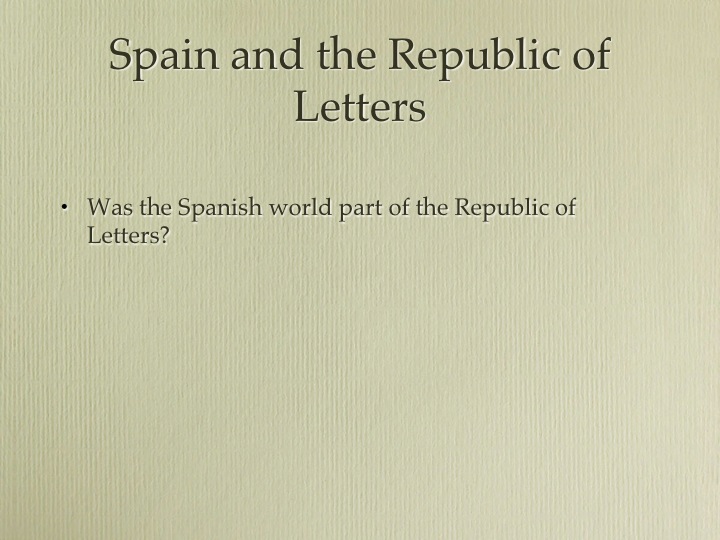 Spain and the Republic of
Letters
• Was the Spanish world part of the Republic of
Letters?